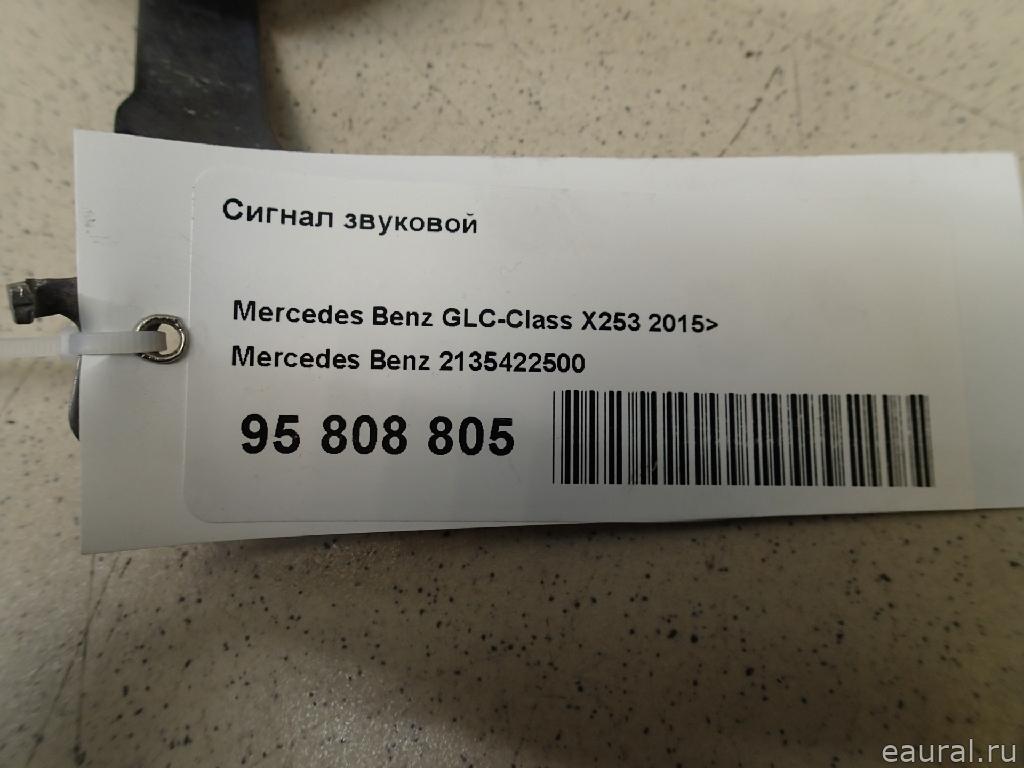 Сигнал звуковой
Mercedes Benz GLC-Class X253 2015>
Mercedes Benz 2135422500
95 808 805
eaural.ru